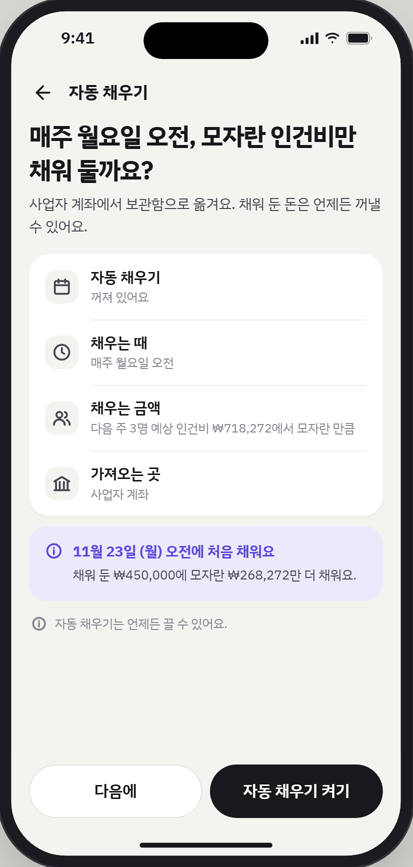 9:41
자동 채우기
매주 월요일 오전, 모자란 인건비만
채워 둘까요?
사업자 계좌에서 보관함으로 옮겨요. 채워 둔 돈은 언제든 꺼낼
수 있어요.
자동 채우기
꺼져 있어요
채우는 때
매주 월요일 오전
채우는 금액
다음 주 3명 예상 인건비 ₩718,272에서 모자란 만큼
가져오는 곳
사업자 계좌
11월 23일 (월) 오전에 처음 채워요
채워 둔 ₩450,000에 모자란 ₩268,272만 더 채워요.
자동 채우기는 언제든 끌 수 있어요.
다음에
자동 채우기 켜기